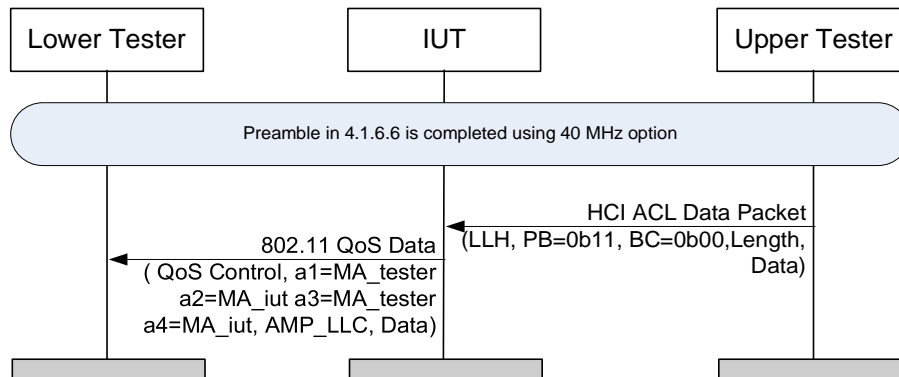 Lower Tester
IUT
Upper Tester
Preamble in 4.1.6.6 is completed using 40 MHz option
HCI ACL Data Packet
(LLH, PB=0b11, BC=0b00,Length,
Data)
802.11 QoS Data
( QoS Control, a1=MA_tester
a2=MA_iut a3=MA_tester
a4=MA_iut, AMP_LLC, Data)